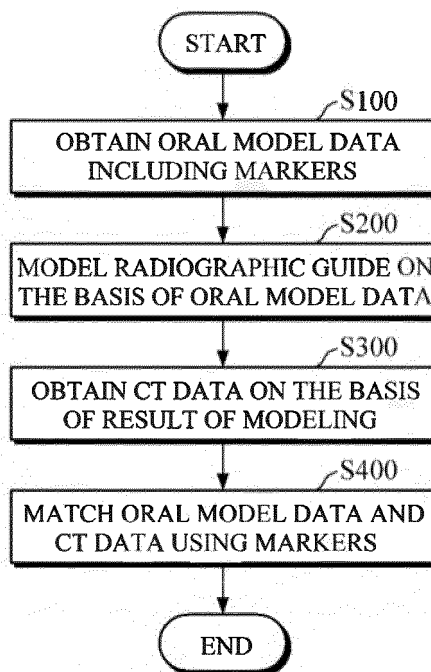 START
S100
OBTAIN ORAL MODEL DATA
INCLUDING MARKERS
S200
MODEL RADIOGRAPHIC GUIDE ON
THE BASIS OF ORAL MODEL DATA
S300
OBTAIN CT DATA ON THE BASIS
OF RESULT OF MODELING
S400
MATCH ORAL MODEL DATA AND
CT DATA USING MARKERS
END